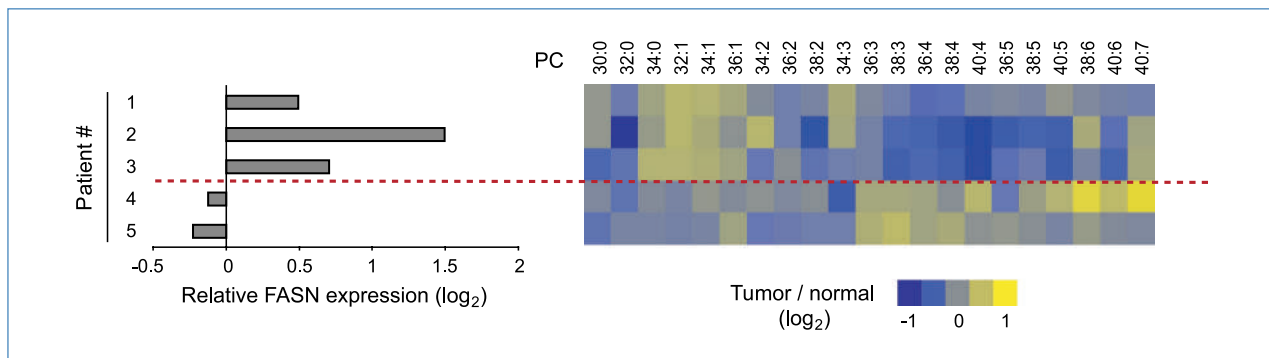 PC 30:0 32:0 34:0 32:1 34:1 36:1 34:2 36:2 38:2 34:3 36:3 38:3 36:4 38:4 40:4 36:5 38:5 40:5 38:6 40:6 40:7
Patient #
1
2
3
4
5
-0.5 0 0.5 1 1.5 2
Relative FASN expression (log2)
Tumor / normal
(log2)
-1 0 1